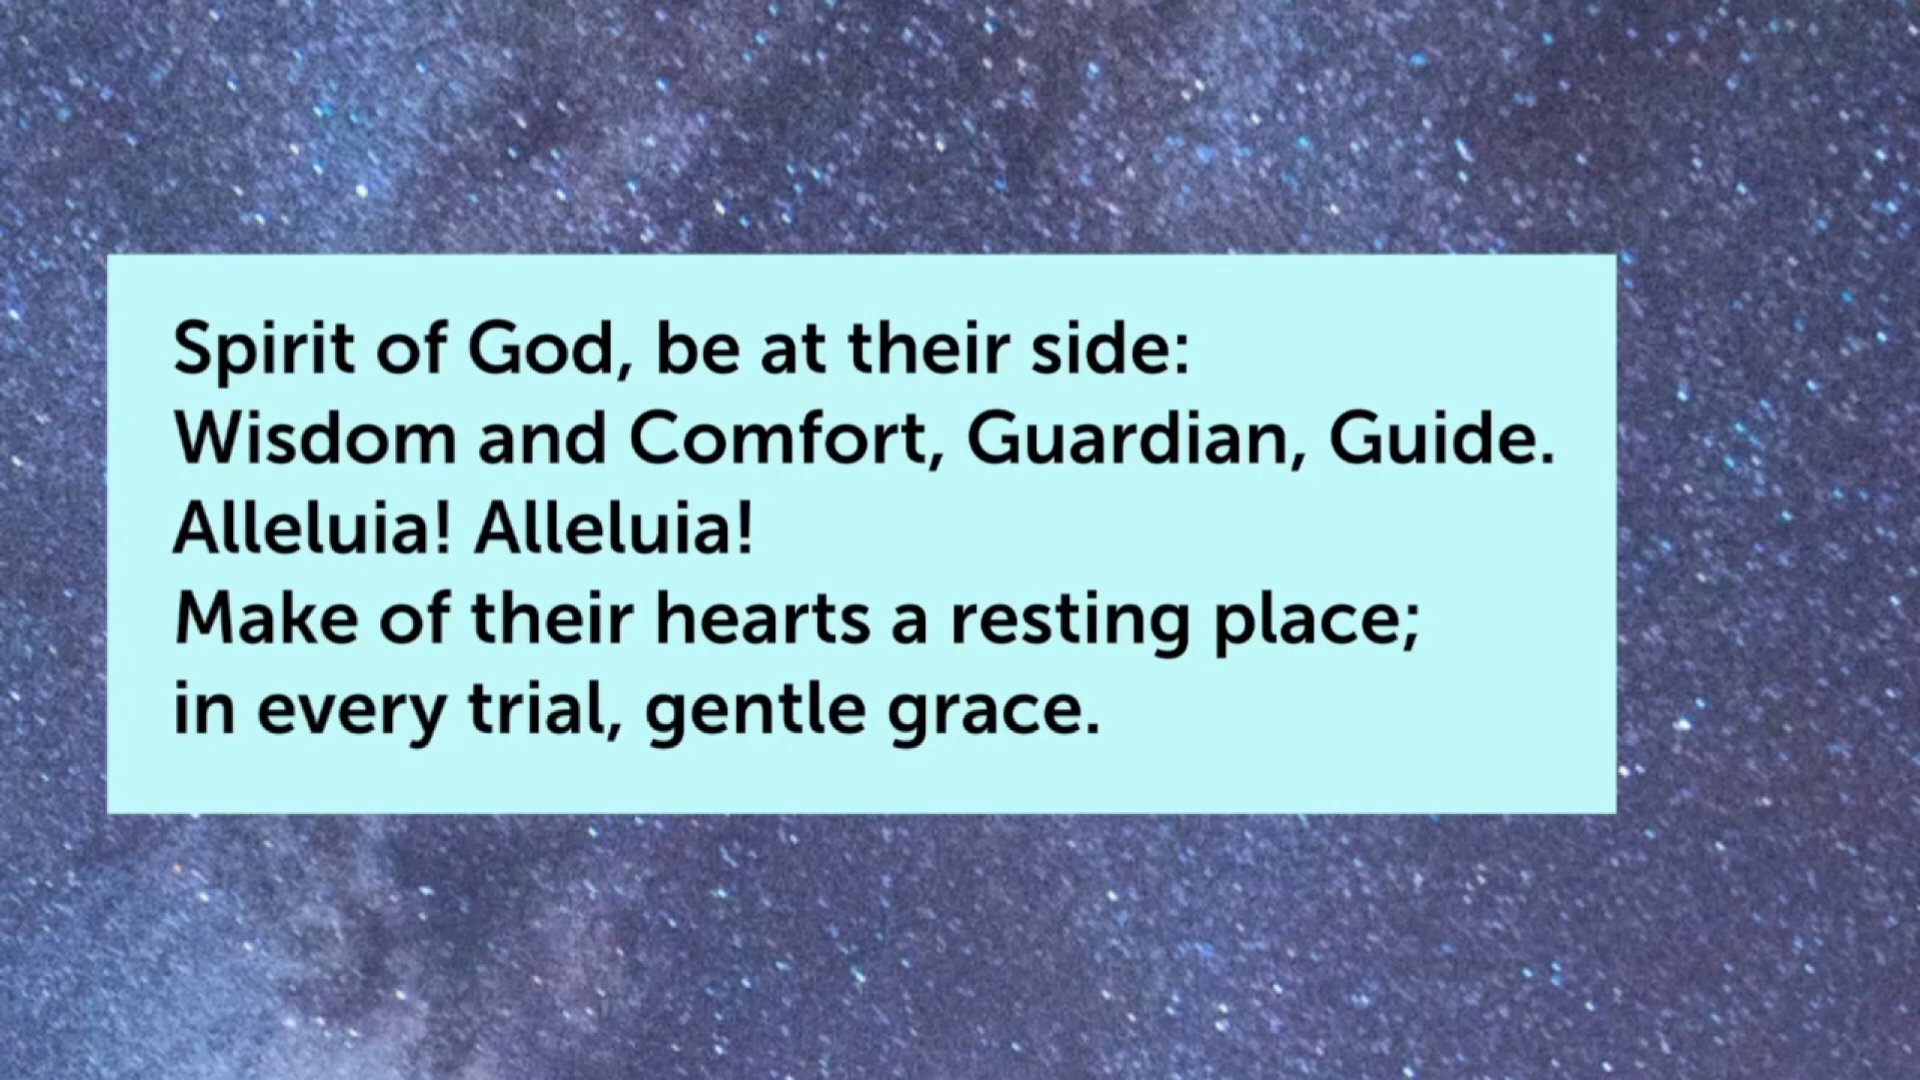 Spirit of God, be at their side:
Wisdom and Comfort, Guardian, Guide.
Alleluia! Alleluia!
Make of their hearts a resting place;
in every trial, gentle grace.